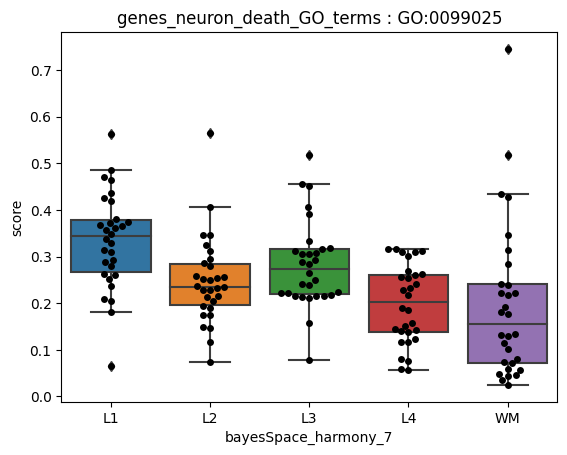 genes_neuron_death_GO_terms : GO:0099025
score
0.7
0.6
0.5
0.4
0.3
0.2
0.1
0.0
L1 L2 L3 L4 WM
bayesSpace_harmony_7